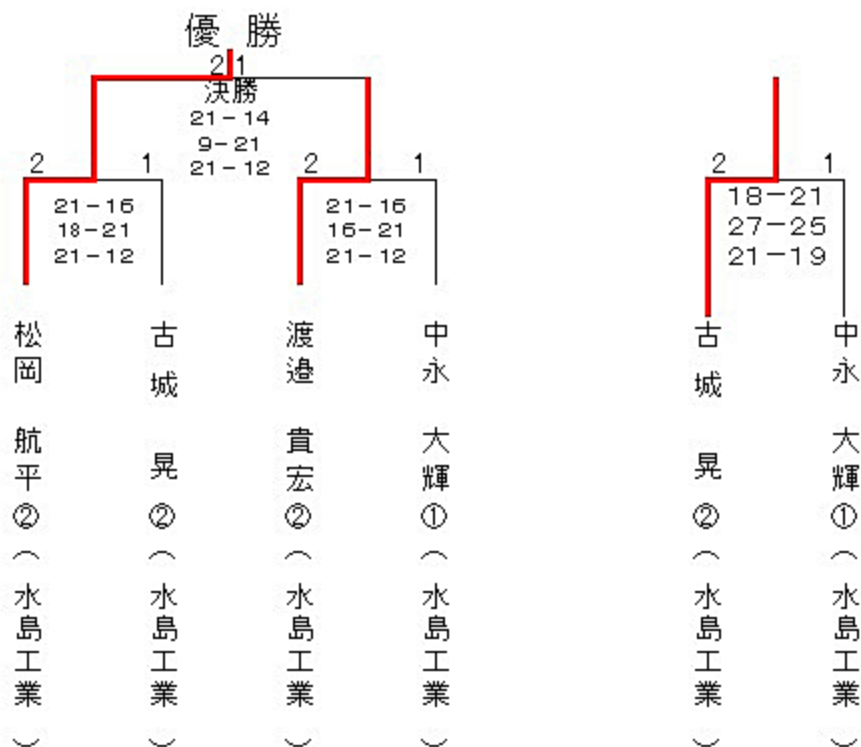 優勝
2 1
決勝
21-14
9-21
21-12
2 1
21-16
18-21
21-12
2 1
21-16
16-21
21-12
2 1
18-21
27-25
21-19
松岡 航平②(水島工業)
古城 晃②(水島工業)
渡邉 貴宏②(水島工業)
中永 大輝①(水島工業)
古城 晃②(水島工業)
中永 大輝①(水島工業)